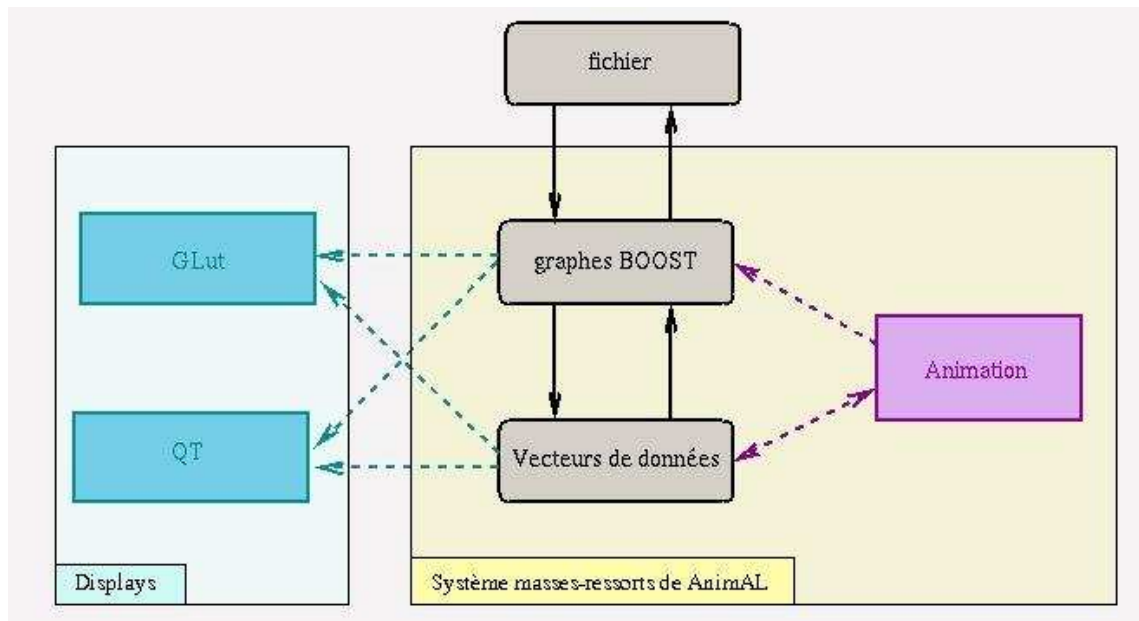 fichier
GLut
graphes BOOST
Animation
QT
Vecteurs de données
Displays
Système masses-ressorts de AnimAL